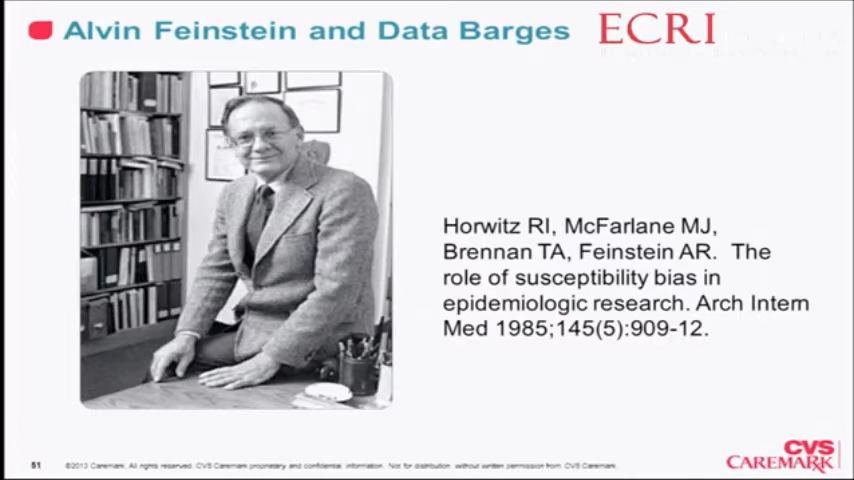 Alvin Feinstein and Data Barges
ECRI
Horwitz RI, McFarlane MJ,
Brennan TA, Feinstein AR. The
role of susceptibility bias in
epidemiologic research. Arch Intern
Med 1985;145(5):909-12.
51 ©2013 Caremark. All rights reserved. CVS Caremark proprietary and confidential information. Not for distribution without written permission from CVS Caremark.
CVS
CAREMARK